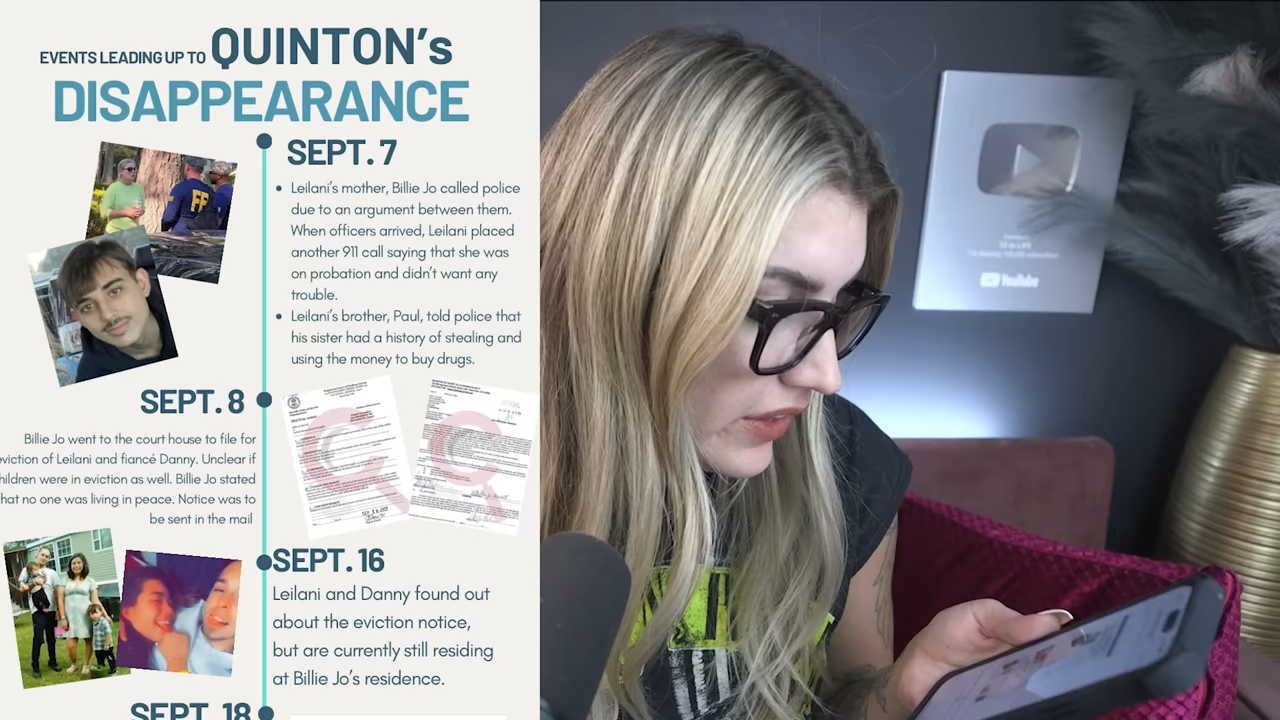 EVENTS LEADING UP TO QUINTON's
DISAPPEARANCE
SEPT. 7
• Leilani's mother, Billie Jo called police
due to an argument between them.
When officers arrived, Leilani placed
another 911 call saying that she was
on probation and didn't want any
trouble.
• Leilani's brother, Paul, told police that
his sister had a history of stealing and
using the money to buy drugs.
SEPT. 8
Billie Jo went to the court house to file for
eviction of Leilani and fiancé Danny. Unclear if
hildren were in eviction as well. Billie Jo stated
hat no one was living in peace. Notice was to
be sent in the mail
SEPT. 16
Leilani and Danny found out
about the eviction notice,
but are currently still residing
at Billie Jo's residence.
SEPT. 18
FF
YouTube